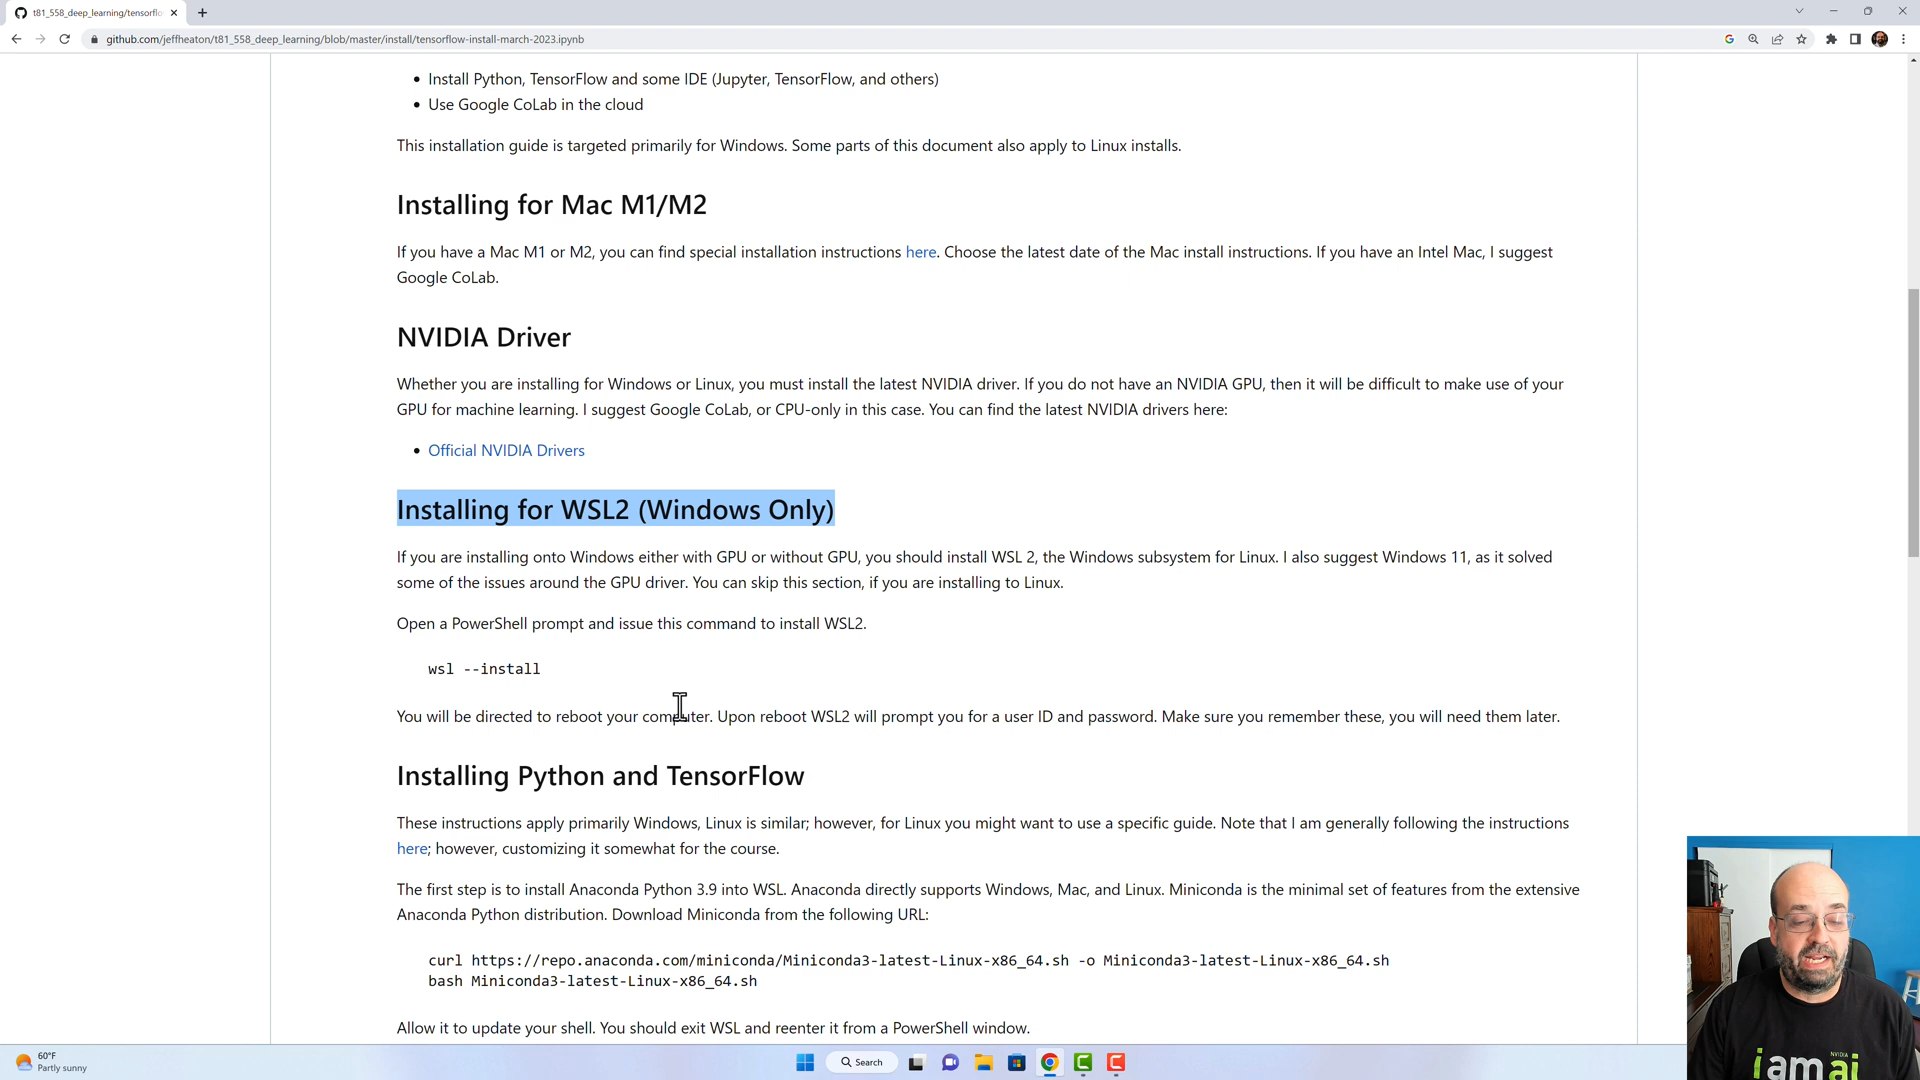 t81_558_deep_learning/tensorflo
github.com/jeffheaton/t81_558_deep_learning/blob/master/install/tensorflow-install-march-2023.ipynb
• Install Python, TensorFlow and some IDE (Jupyter, TensorFlow, and others)
• Use Google CoLab in the cloud
This installation guide is targeted primarily for Windows. Some parts of this document also apply to Linux installs.
Installing for Mac M1/M2
If you have a Mac M1 or M2, you can find special installation instructions here. Choose the latest date of the Mac install instructions. If you have an Intel Mac, I suggest
Google CoLab.
NVIDIA Driver
Whether you are installing for Windows or Linux, you must install the latest NVIDIA driver. If you do not have an NVIDIA GPU, then it will be difficult to make use of your
GPU for machine learning. I suggest Google CoLab, or CPU-only in this case. You can find the latest NVIDIA drivers here:
• Official NVIDIA Drivers
Installing for WSL2 (Windows Only)
If you are installing onto Windows either with GPU or without GPU, you should install WSL 2, the Windows subsystem for Linux. I also suggest Windows 11, as it solved
some of the issues around the GPU driver. You can skip this section, if you are installing to Linux.
Open a PowerShell prompt and issue this command to install WSL2.
wsl --install
You will be directed to reboot your computer. Upon reboot WSL2 will prompt you for a user ID and password. Make sure you remember these, you will need them later.
Installing Python and TensorFlow
These instructions apply primarily Windows, Linux is similar; however, for Linux you might want to use a specific guide. Note that I am generally following the instructions
here; however, customizing it somewhat for the course.
The first step is to install Anaconda Python 3.9 into WSL. Anaconda directly supports Windows, Mac, and Linux. Miniconda is the minimal set of features from the extensive
Anaconda Python distribution. Download Miniconda from the following URL:
curl https://repo.anaconda.com/miniconda/Miniconda3-latest-Linux-x86_64.sh -o Miniconda3-latest-Linux-x86_64.sh
bash Miniconda3-latest-Linux-x86_64.sh
Allow it to update your shell. You should exit WSL and reenter it from a PowerShell window.
60°F
Partly sunny
Search
NVIDIA
i am ai